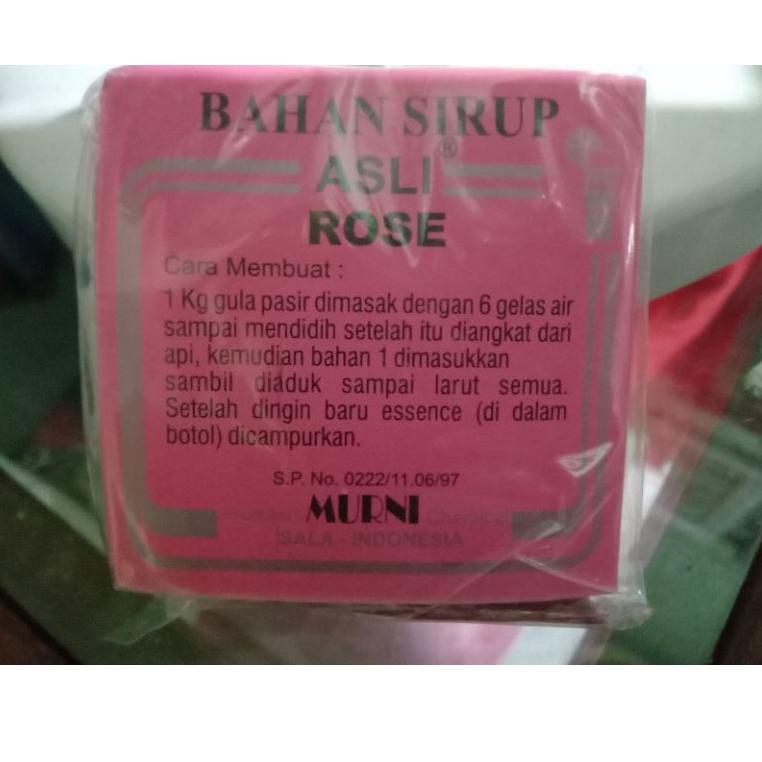 BAHAN SIRUP
ASLI®
ROSE
Cara Membuat :
1 Kg gula pasir dimasak dengan 6 gelas air
sampai mendidih setelah itu diangkat dari
api, kemudian bahan 1 dimasukkan
sambil diaduk sampai larut semua.
Setelah dingin baru essence (di dalam
botol) dicampurkan.
S.P. No. 0222/11.06/97
MURNI Chemical
SALA - INDONESIA